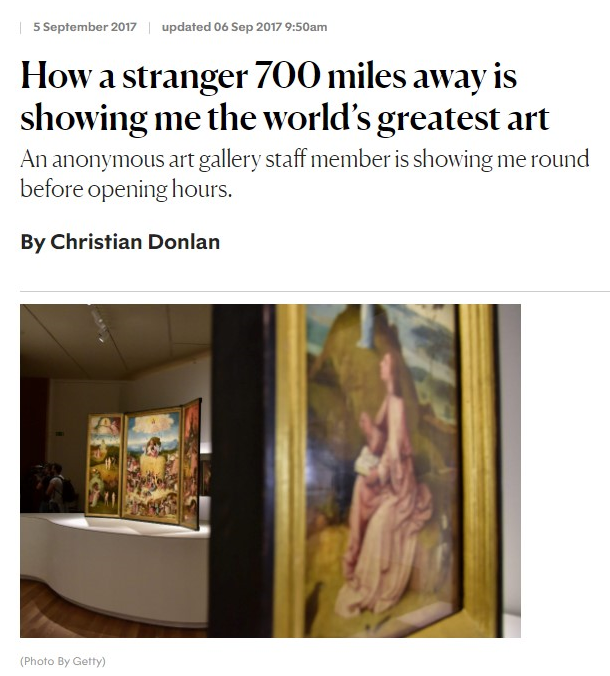 5 September 2017 updated 06 Sep 2017 9:50am
How a stranger 700 miles away is
showing me the world's greatest art
An anonymous art gallery staff member is showing me round
before opening hours.
By Christian Donlan
(Photo By Getty)